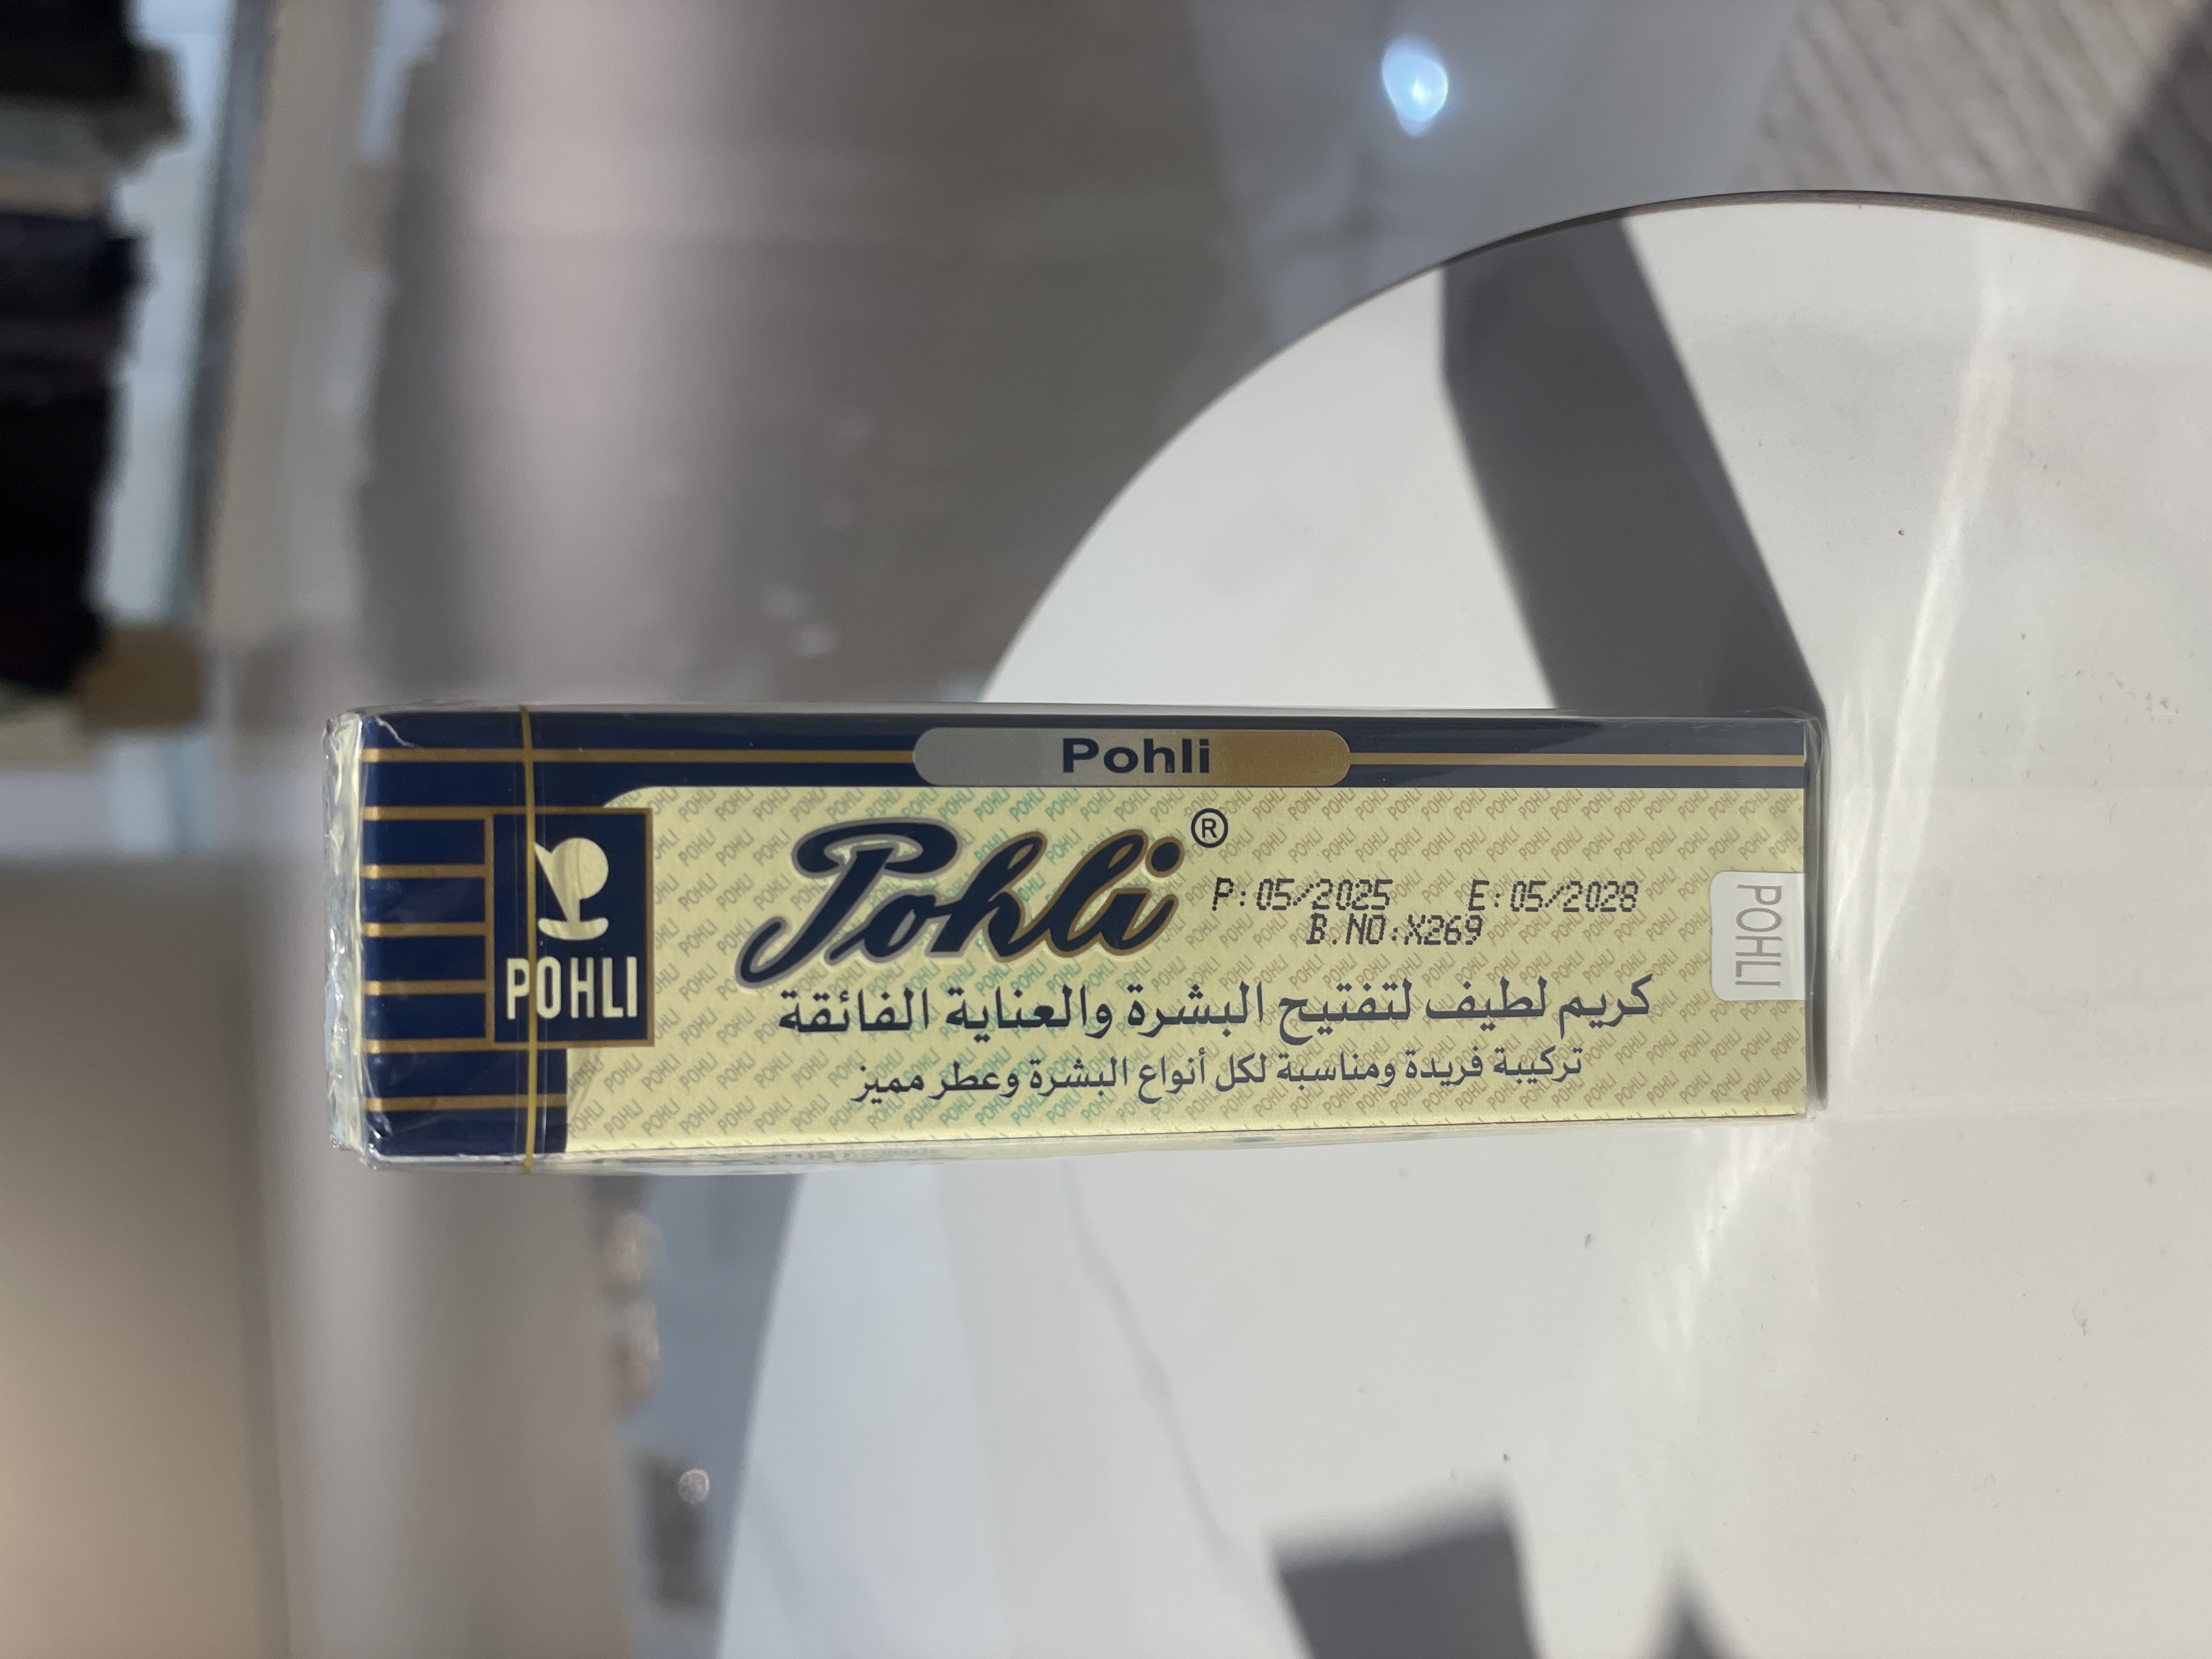 Pohli
POHLI
Pohli®
P:05/2025 E:05/2028
B.NO:X269
POHLI
كريم لطيف لتفتيح البشرة والعناية الفائقة
تركيبة فريدة ومناسبة لكل أنواع البشرة وعطر مميز